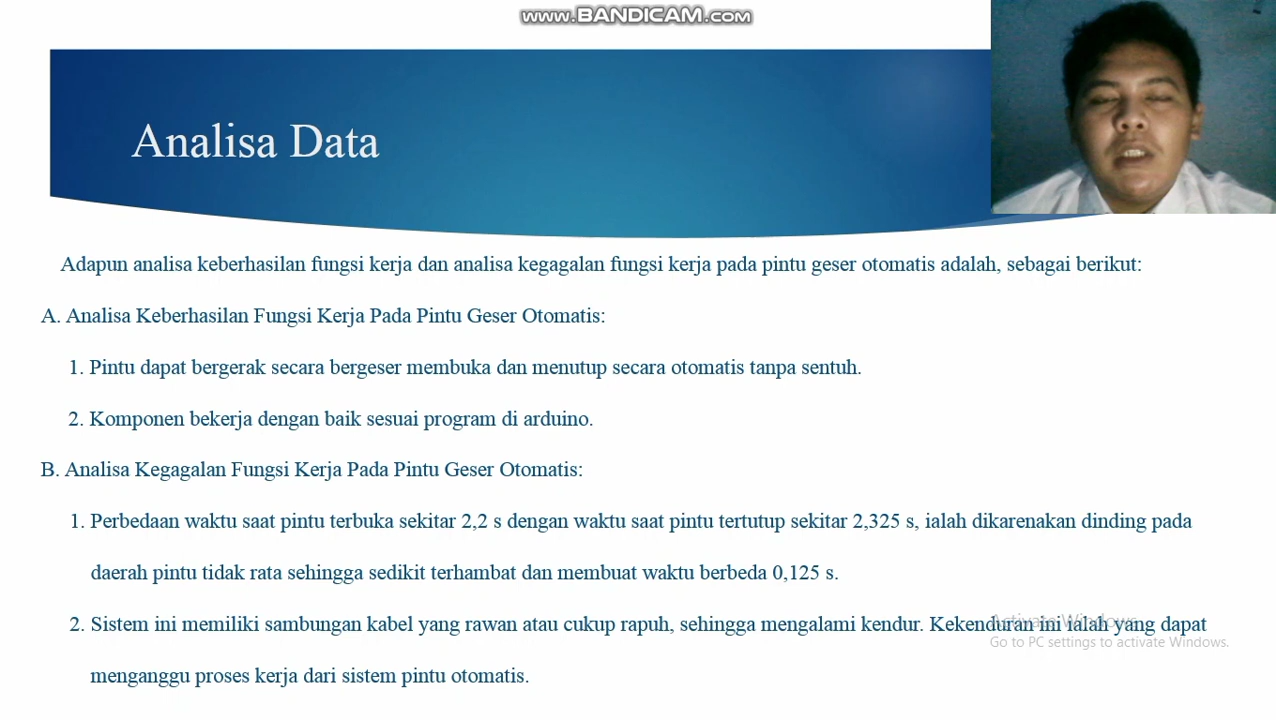 www.BANDICAM.com
Analisa Data
Adapun analisa keberhasilan fungsi kerja dan analisa kegagalan fungsi kerja pada pintu geser otomatis adalah, sebagai berikut:
A. Analisa Keberhasilan Fungsi Kerja Pada Pintu Geser Otomatis:
1. Pintu dapat bergerak secara bergeser membuka dan menutup secara otomatis tanpa sentuh.
2. Komponen bekerja dengan baik sesuai program di arduino.
B. Analisa Kegagalan Fungsi Kerja Pada Pintu Geser Otomatis:
1. Perbedaan waktu saat pintu terbuka sekitar 2,2 s dengan waktu saat pintu tertutup sekitar 2,325 s, ialah dikarenakan dinding pada
daerah pintu tidak rata sehingga sedikit terhambat dan membuat waktu berbeda 0,125 s.
2. Sistem ini memiliki sambungan kabel yang rawan atau cukup rapuh, sehingga mengalami kendur. Kekenduran ini ialah yang dapat
menganggu proses kerja dari sistem pintu otomatis.
Activate Windows
Go to PC settings to activate Windows.